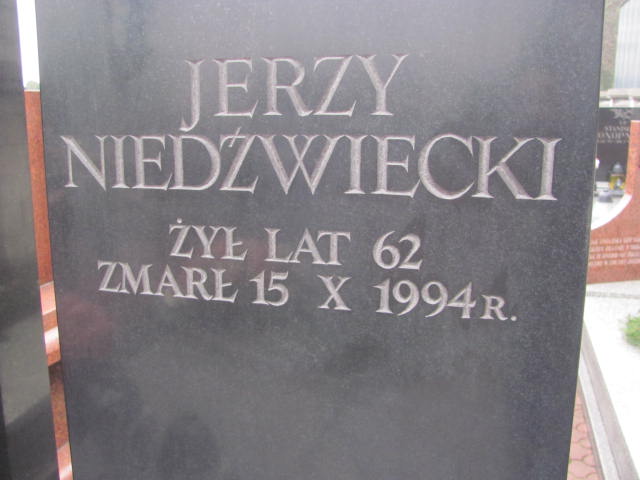 JERZY
NIEDŹWIECKI
ŻYŁ LAT 62
ZMARŁ 15 X 1994 R.